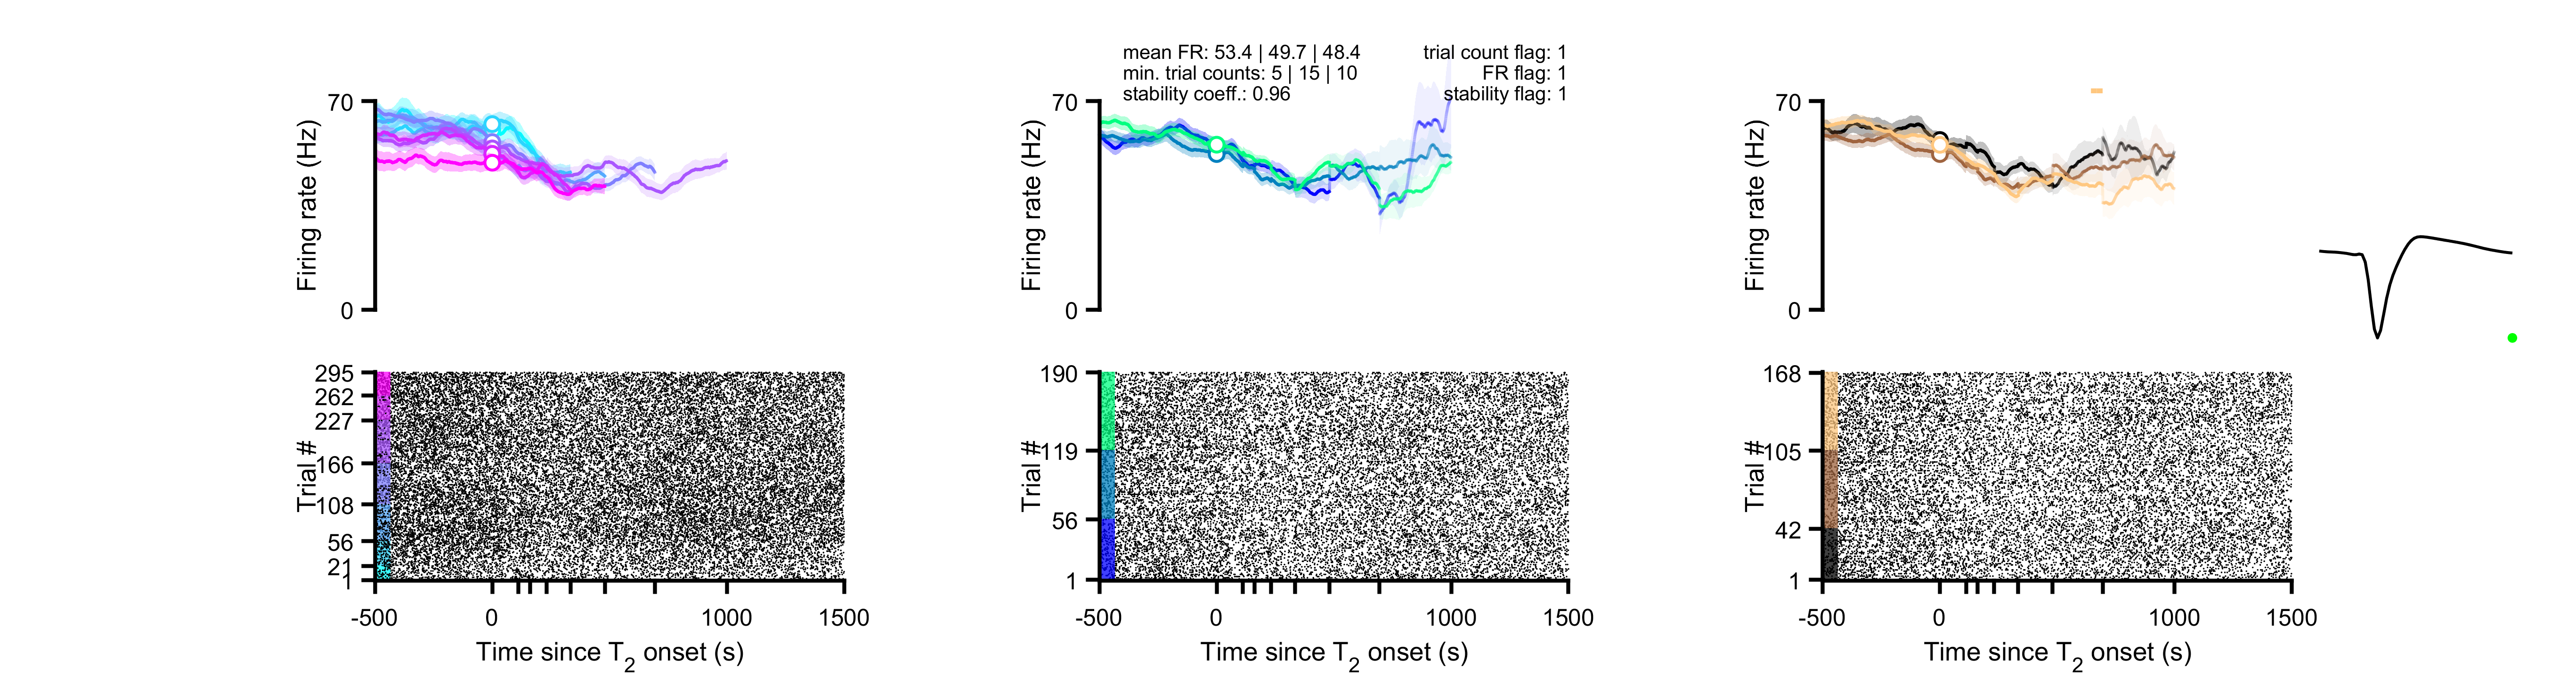 mean FR: 53.4 | 49.7 | 48.4
min. trial counts: 5 | 15 | 10
stability coeff.: 0.96
trial count flag: 1
FR flag: 1
stability flag: 1
70
Firing rate (Hz)
0
70
Firing rate (Hz)
0
70
Firing rate (Hz)
0
295
262
227
166
108
56
21
1
Trial #
-500
0
1000
1500
Time since T2 onset (s)
190
119
56
1
Trial #
-500
0
1000
1500
Time since T2 onset (s)
168
105
42
1
Trial #
-500
0
1000
1500
Time since T2 onset (s)